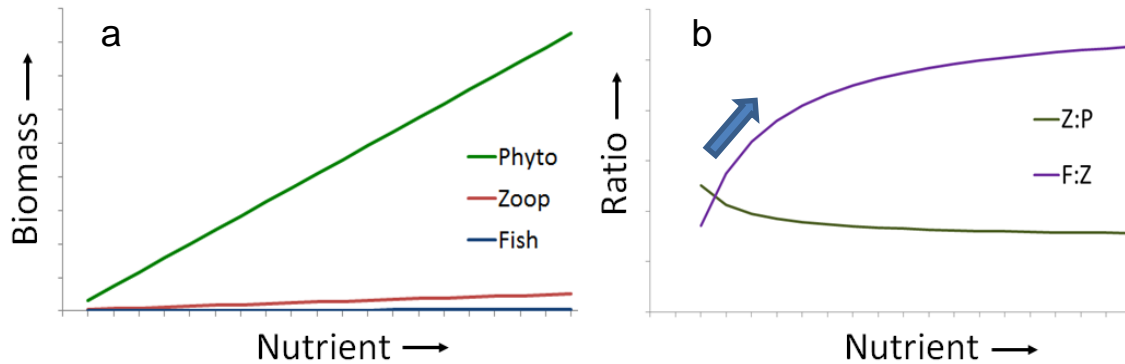 a
Biomass
Phyto
Zoop
Fish
Nutrient
b
Ratio
Z:P
F:Z
Nutrient